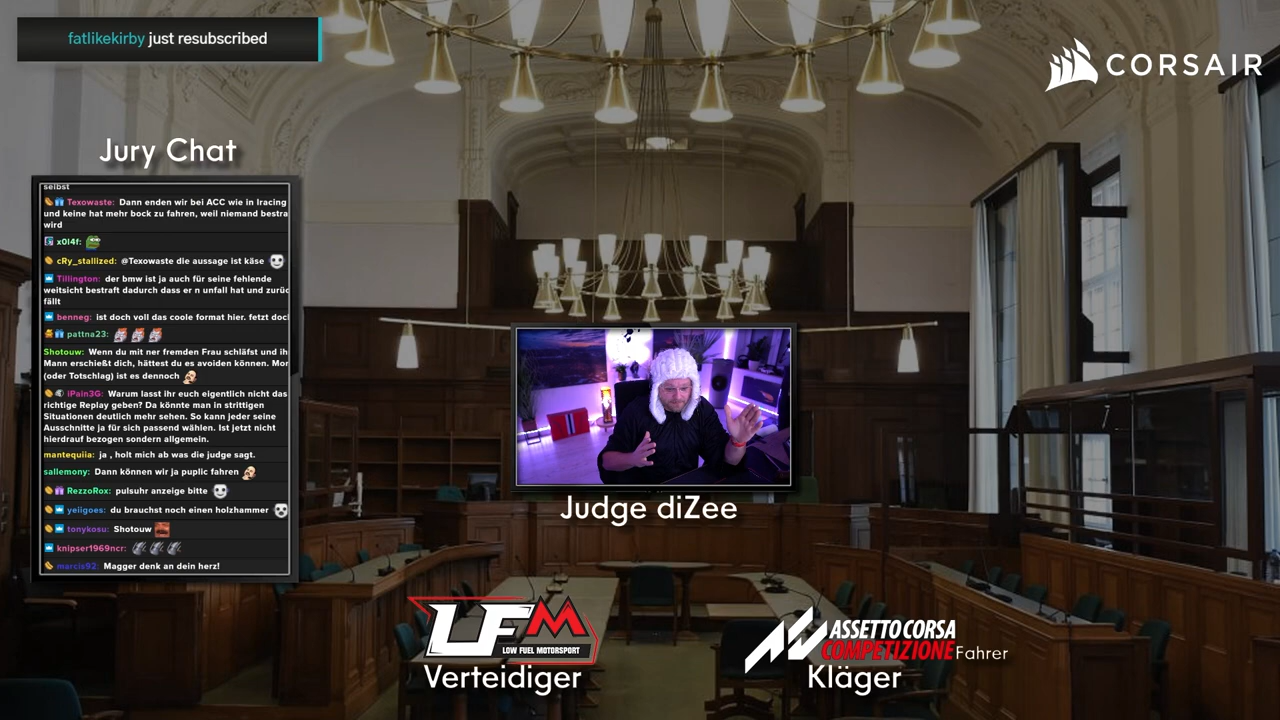 fatlikekirby just resubscribed
CORSAIR
Jury Chat
selbst
Texowaste: Dann enden wir bei ACC wie in Iracing
und keine hat mehr bock zu fahren, weil niemand bestra
wird
x0l4f:
cRy_stallized: @Texowaste die aussage ist käse
Tillington: der bmw ist ja auch für seine fehlende
weitsicht bestraft dadurch dass er n unfall hat und zurüc
fällt
benneg: ist doch voll das coole format hier. fetzt doch
pattna23:
Shotouw: Wenn du mit ner fremden Frau schläfst und ih
Mann erschießt dich, hättest du es avoiden können. Mor
(oder Totschlag) ist es dennoch
IPain3G: Warum lasst ihr euch eigentlich nicht das
richtige Replay geben? Da könnte man in strittigen
Situationen deutlich mehr sehen. So kann jeder seine
Ausschnitte ja für sich passend wählen. Ist jetzt nicht
hierdrauf bezogen sondern allgemein.
mantequiia: ja , holt mich ab was die judge sagt.
sallemony: Dann können wir ja puplic fahren
RezzoRox: pulsuhr anzeige bitte
yeiigoes: du brauchst noch einen holzhammer
tonykosu: Shotouw
knipser1969ncr:
marcis92: Magger denk an dein herz!
Judge diZee
LFM
LOW FUEL MOTORSPORT
Verteidiger
ASSETTO CORSA
COMPETIZIONE Fahrer
Kläger